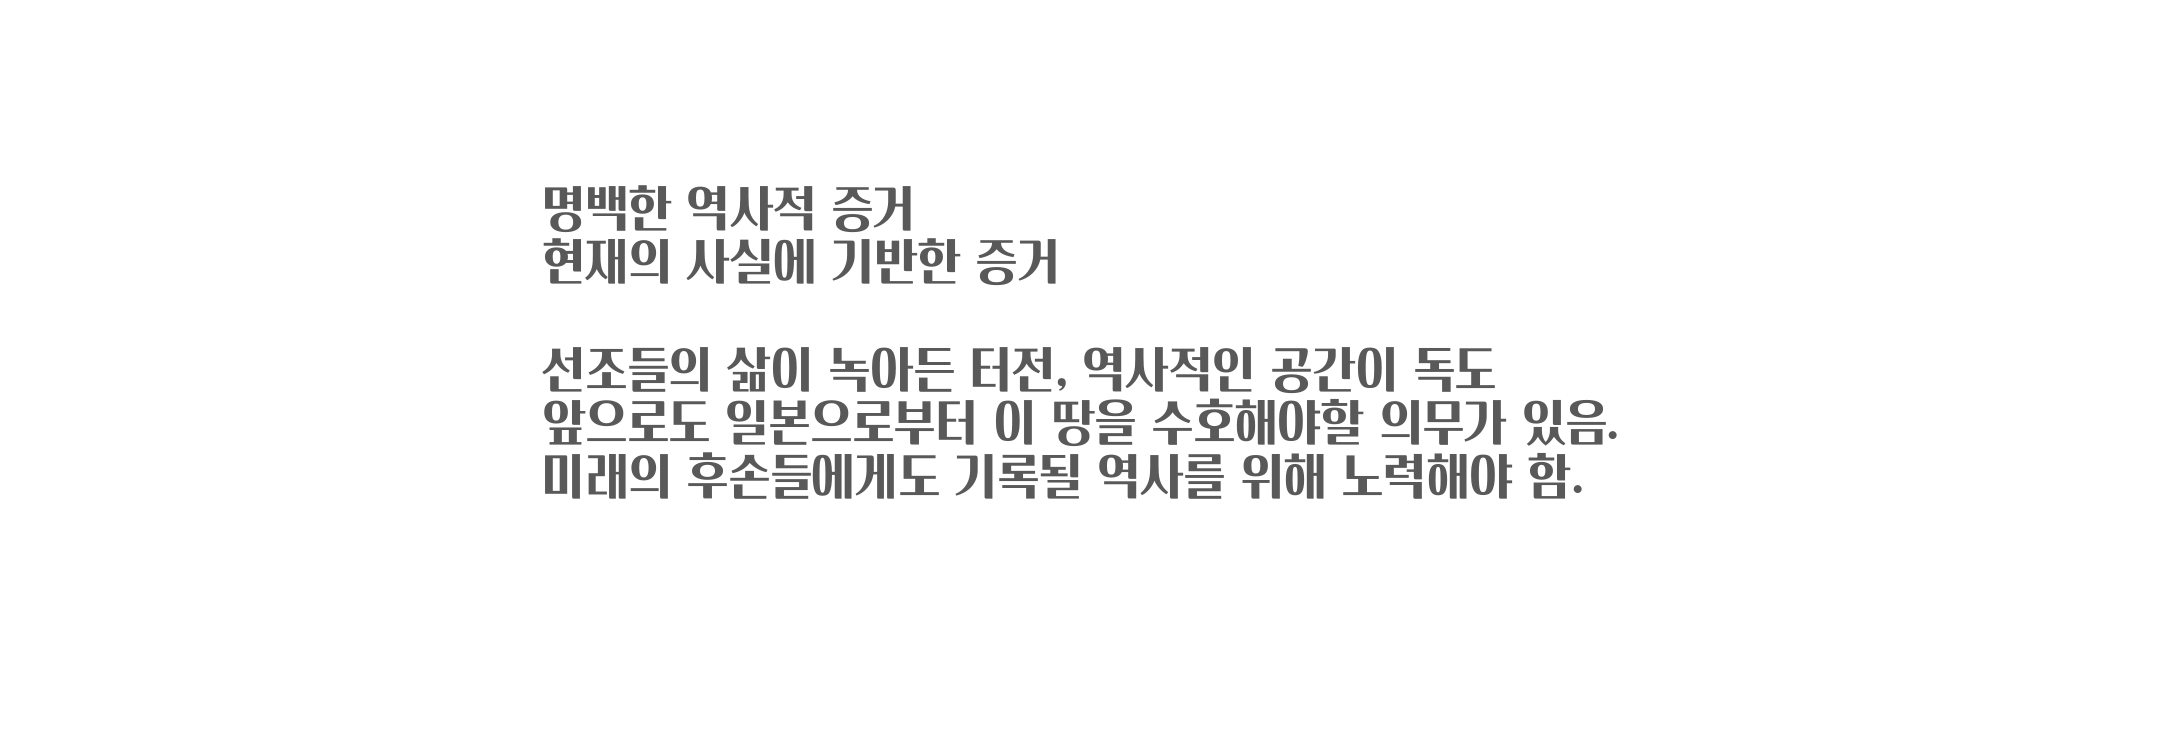 명백한 역사적 증거
현재의 사실에 기반한 증거
선조들의 삶이 녹아든 터전, 역사적인 공간이 독도
앞으로도 일본으로부터 이 땅을 수호해야할 의무가 있음.
미래의 후손들에게도 기록될 역사를 위해 노력해야 함.